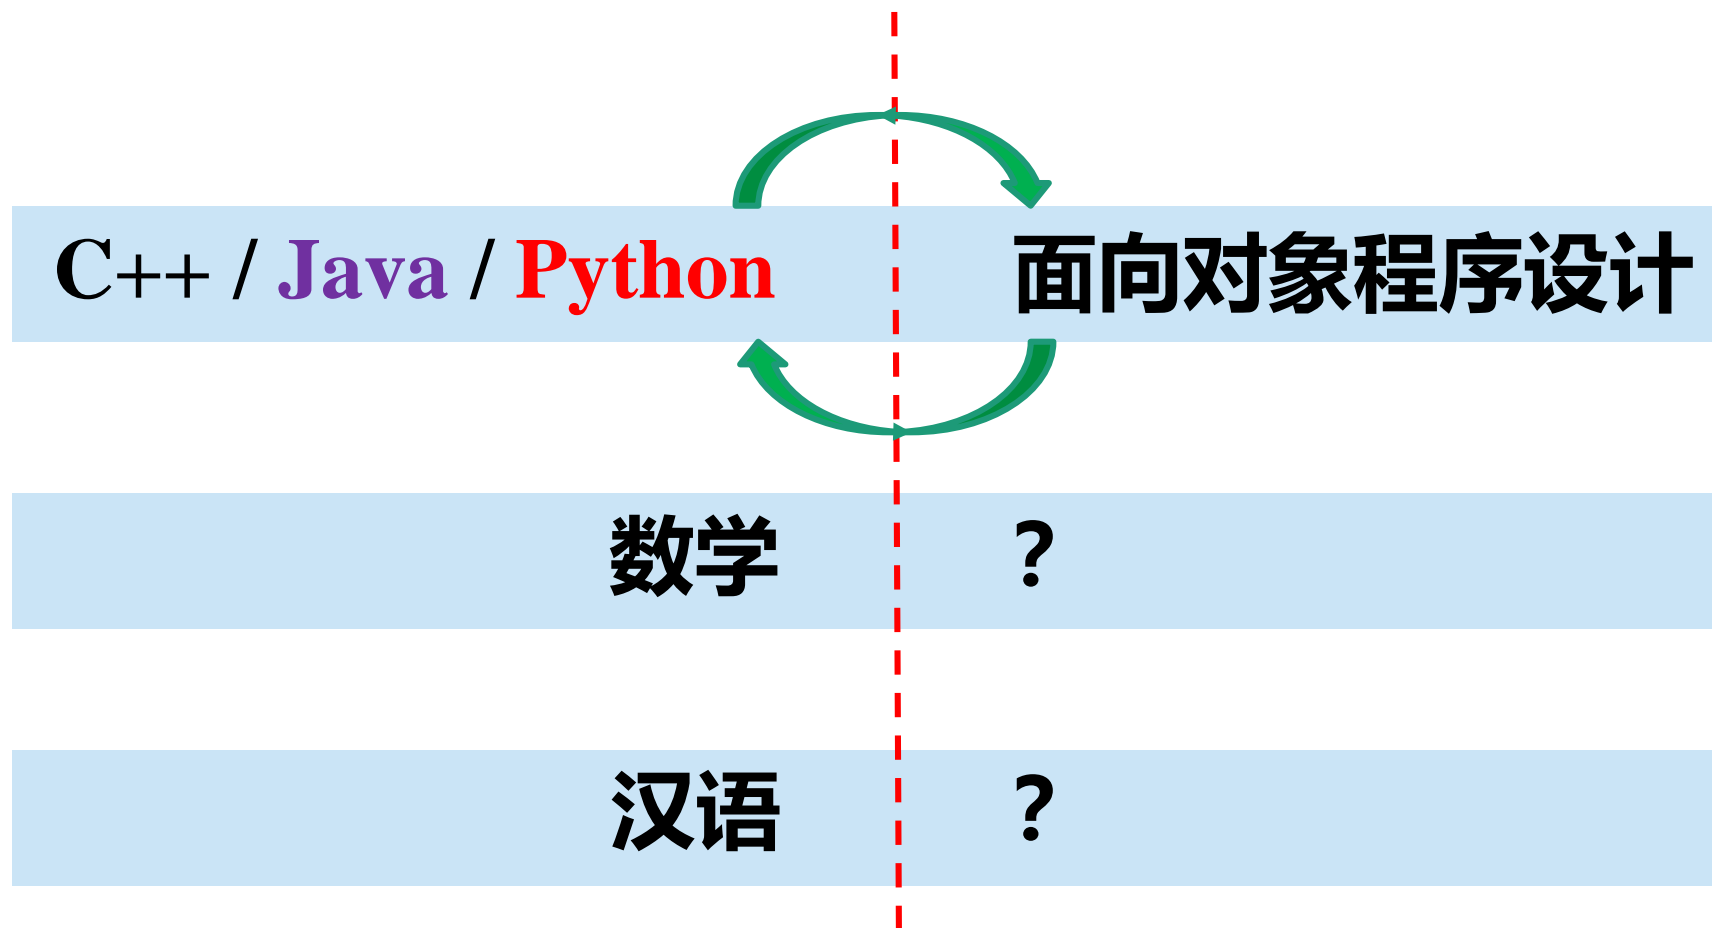 C++ / Java / Python 面向对象程序设计
数学 ？
汉语 ？